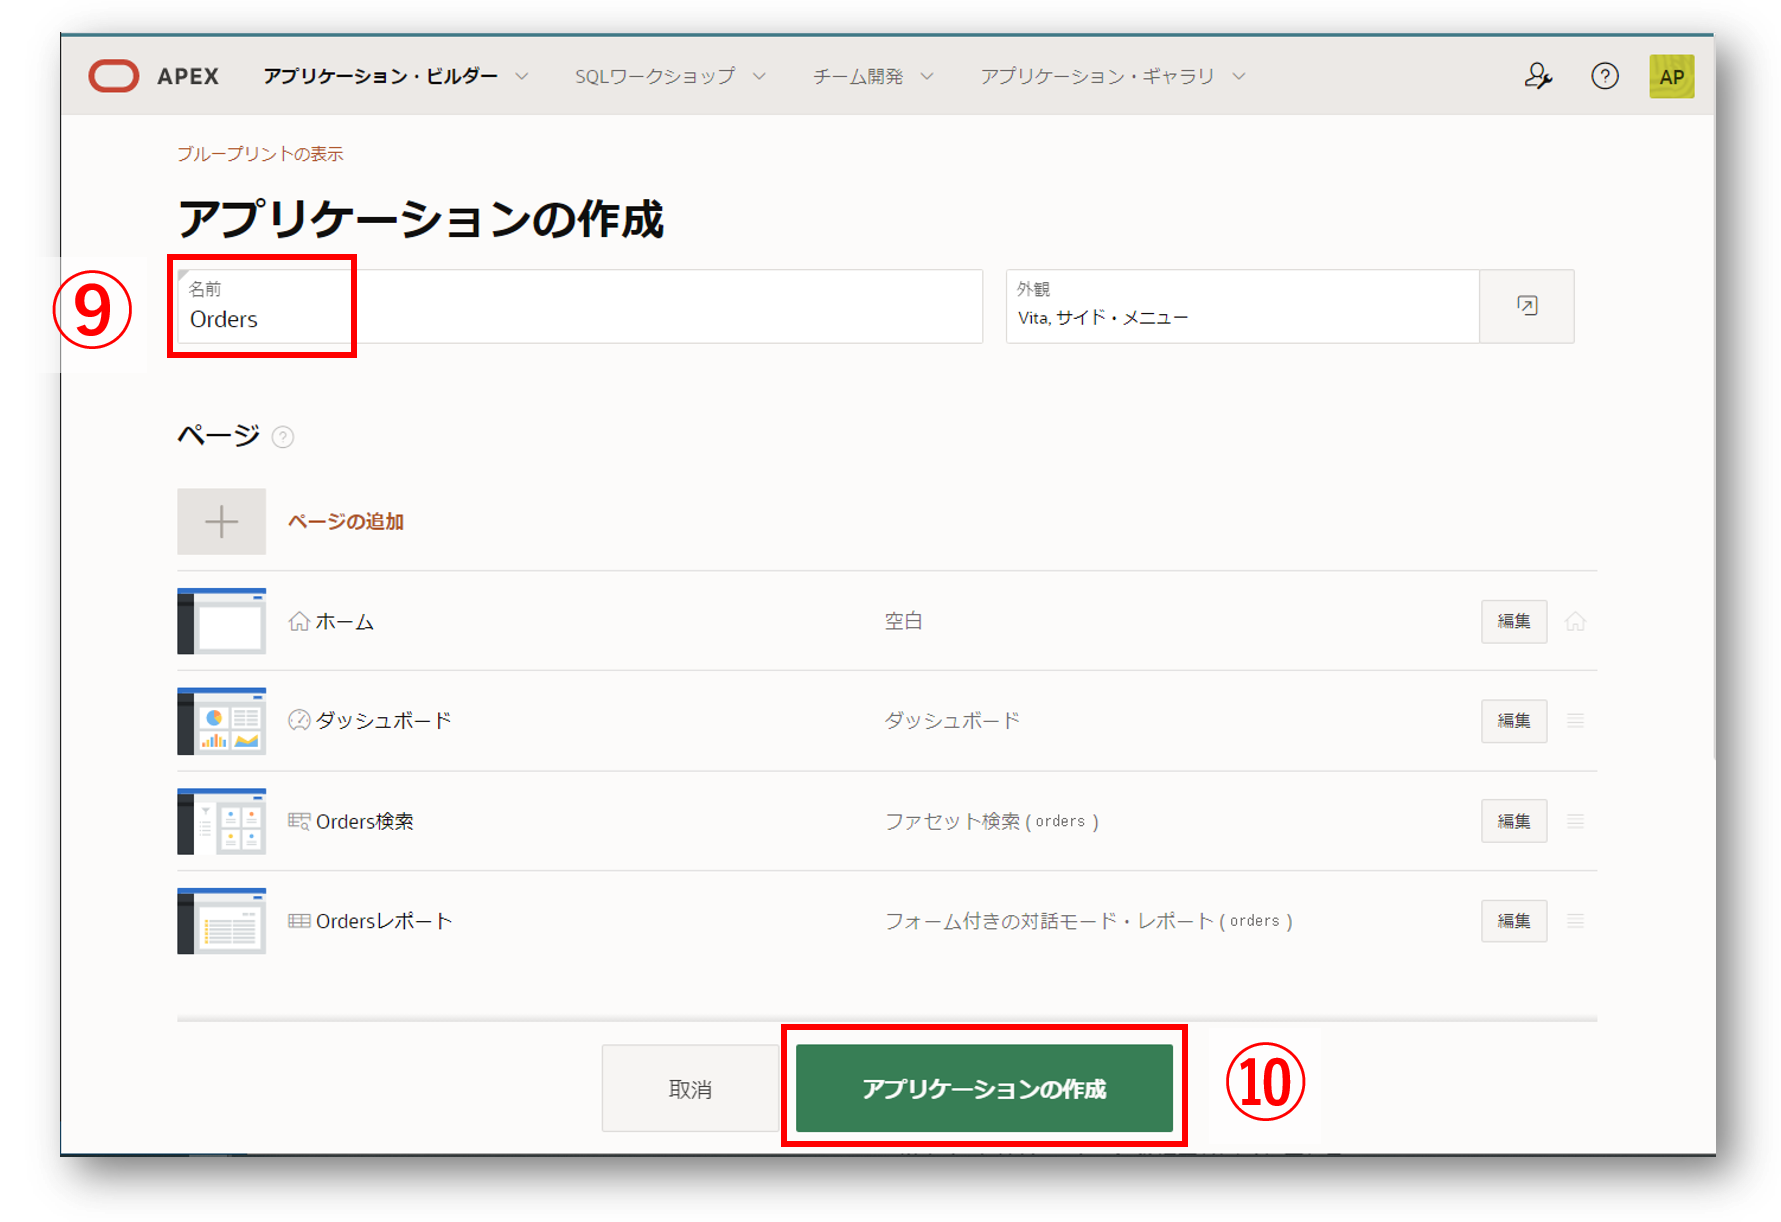 APEX アプリケーション・ビルダー SQLワークショップ チーム開発 アプリケーション・ギャラリ AP
ブループリントの表示
アプリケーションの作成
⑨
名前
Orders
外観
Vita, サイド・メニュー
ページ
ページの追加
ホーム 空白 編集
ダッシュボード ダッシュボード 編集
Orders検索 ファセット検索 ( orders ) 編集
Ordersレポート フォーム付きの対話モード・レポート ( orders ) 編集
取消 アプリケーションの作成 ⑩